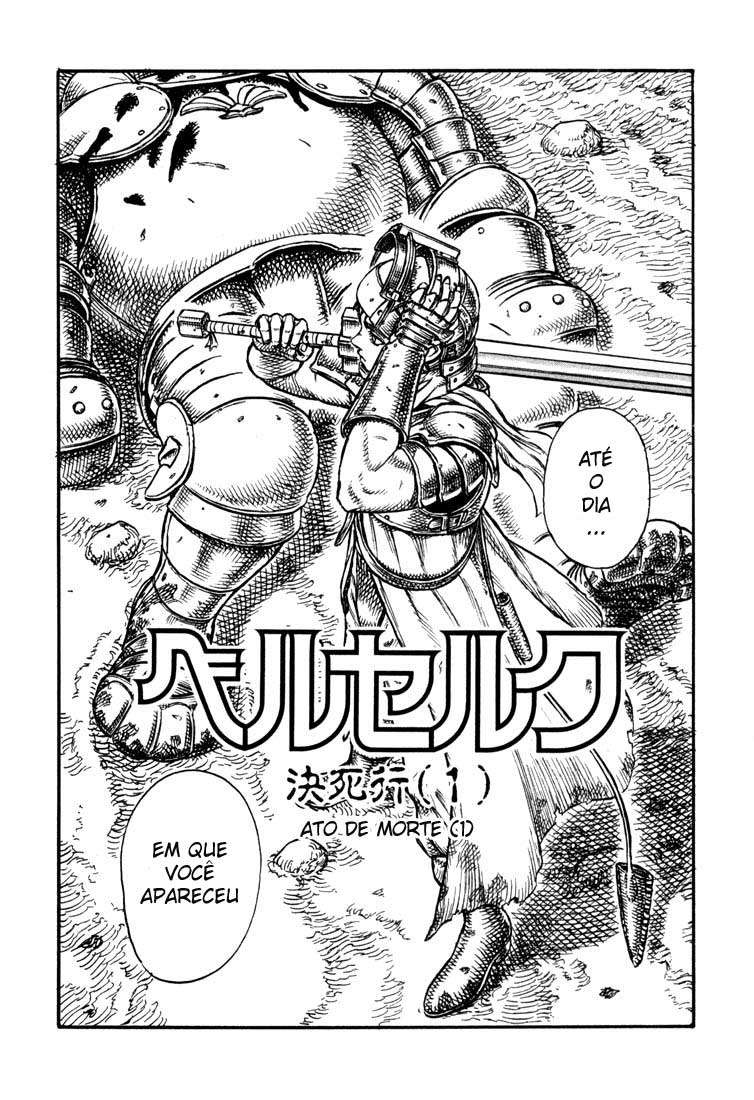 ATÉ
O
DIA
...
ベルセルク
決死行(1)
ATO DE MORTE (1)
EM QUE
VOCÊ
APARECEU